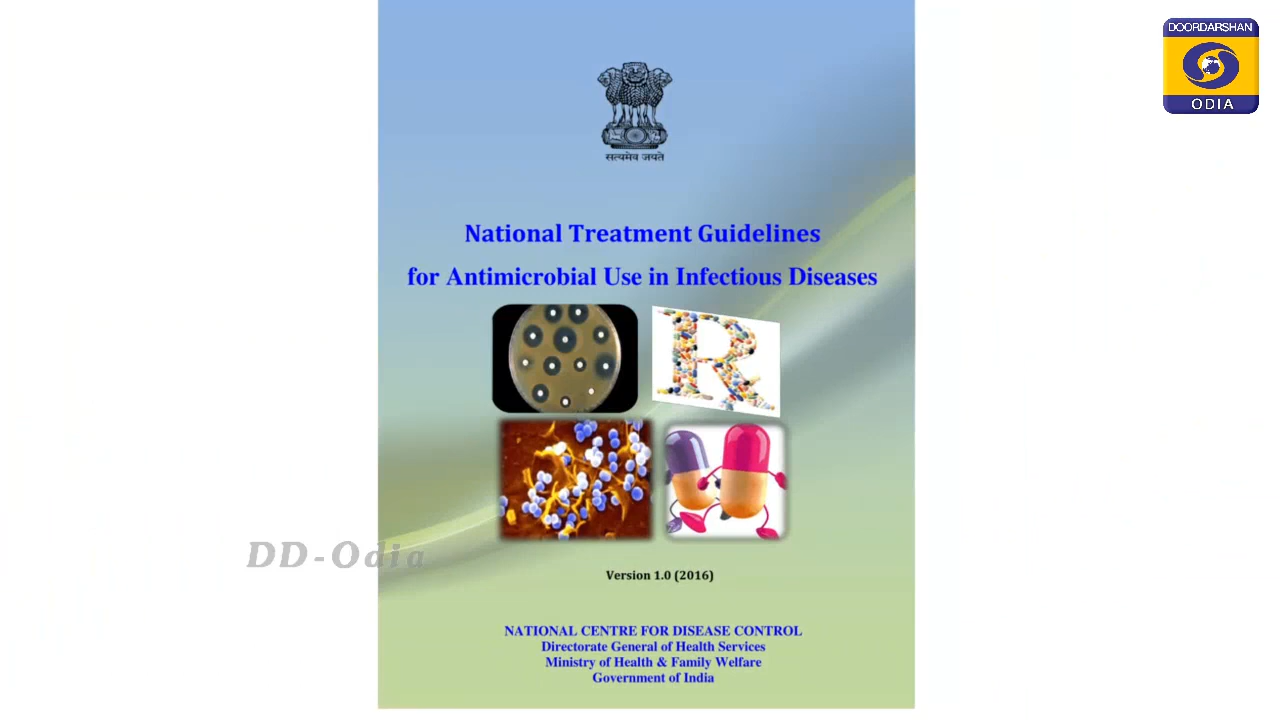 DOORDARSHAN
ODIA
सत्यमेव जयते
National Treatment Guidelines
for Antimicrobial Use in Infectious Diseases
DD-Odia
Version 1.0 (2016)
NATIONAL CENTRE FOR DISEASE CONTROL
Directorate General of Health Services
Ministry of Health & Family Welfare
Government of India